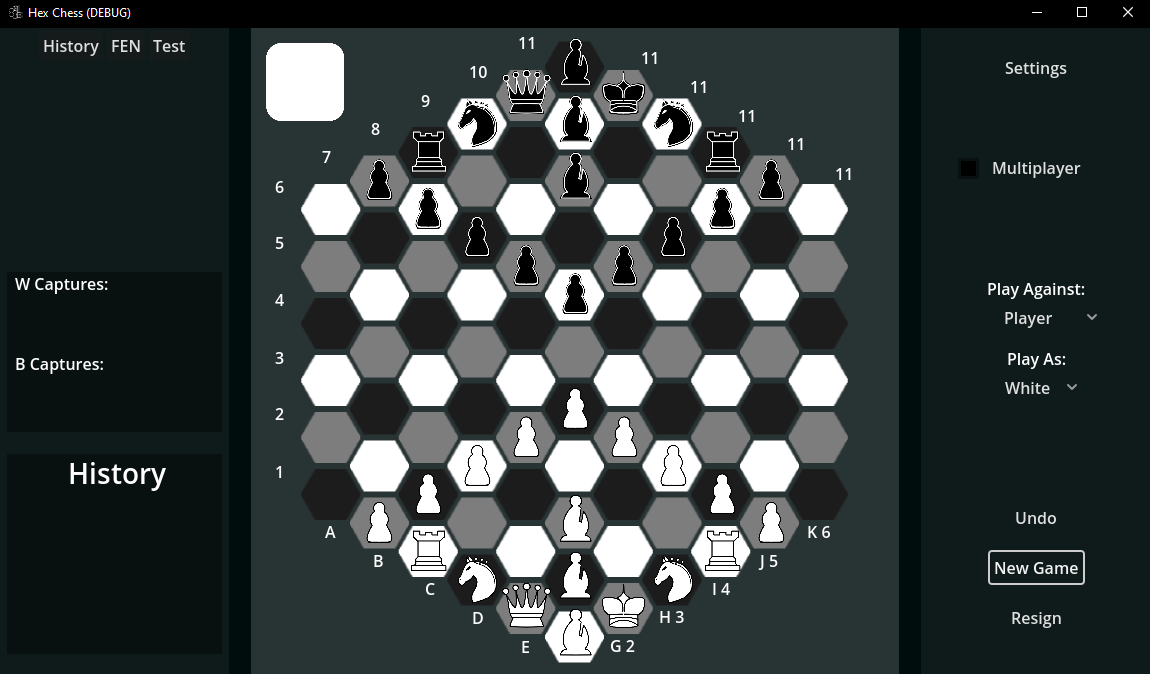 Hex Chess (DEBUG)
History FEN Test
11
11
10
11
9
11
8
11
7
11
6
5
4
3
2
1
A
B
C
D
E
G 2
H 3
I 4
J 5
K 6
W Captures:
B Captures:
History
Settings
Multiplayer
Play Against:
Player
Play As:
White
Undo
New Game
Resign